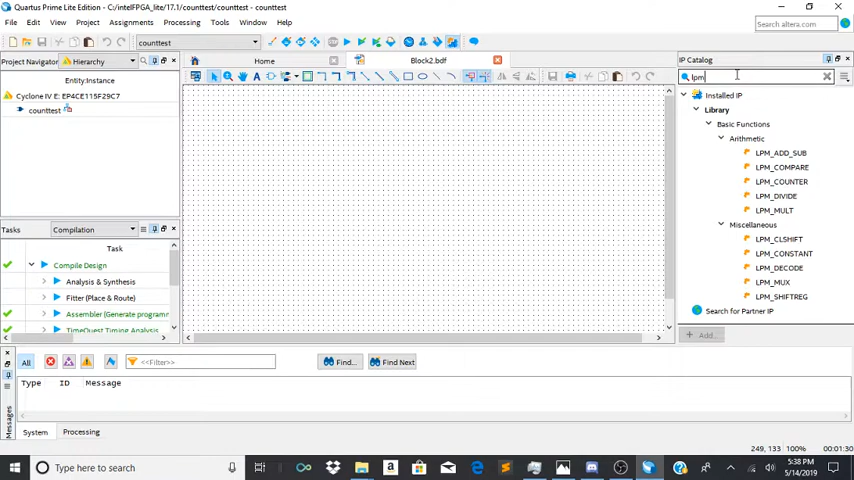 Quartus Prime Lite Edition - C:/intelFPGA_lite/17.1/counttest/counttest - counttest
File Edit View Project Assignments Processing Tools Window Help
Search altera.com
counttest
Project Navigator Hierarchy
Home
Block2.bdf
IP Catalog
lpm
Entity:Instance
Cyclone IV E: EP4CE115F29C7
counttest
Installed IP
Library
Basic Functions
Arithmetic
LPM_ADD_SUB
LPM_COMPARE
LPM_COUNTER
LPM_DIVIDE
LPM_MULT
Miscellaneous
LPM_CLSHIFT
LPM_CONSTANT
LPM_DECODE
LPM_MUX
LPM_SHIFTREG
Search for Partner IP
Add...
Tasks Compilation
Task
Compile Design
Analysis & Synthesis
Fitter (Place & Route)
Assembler (Generate programm
TimeQuest Timing Analysis
All
<<Filter>>
Find...
Find Next
Type ID Message
Messages
System Processing
249, 133 100% 00:01:30
Type here to search
5:38 PM
5/14/2019